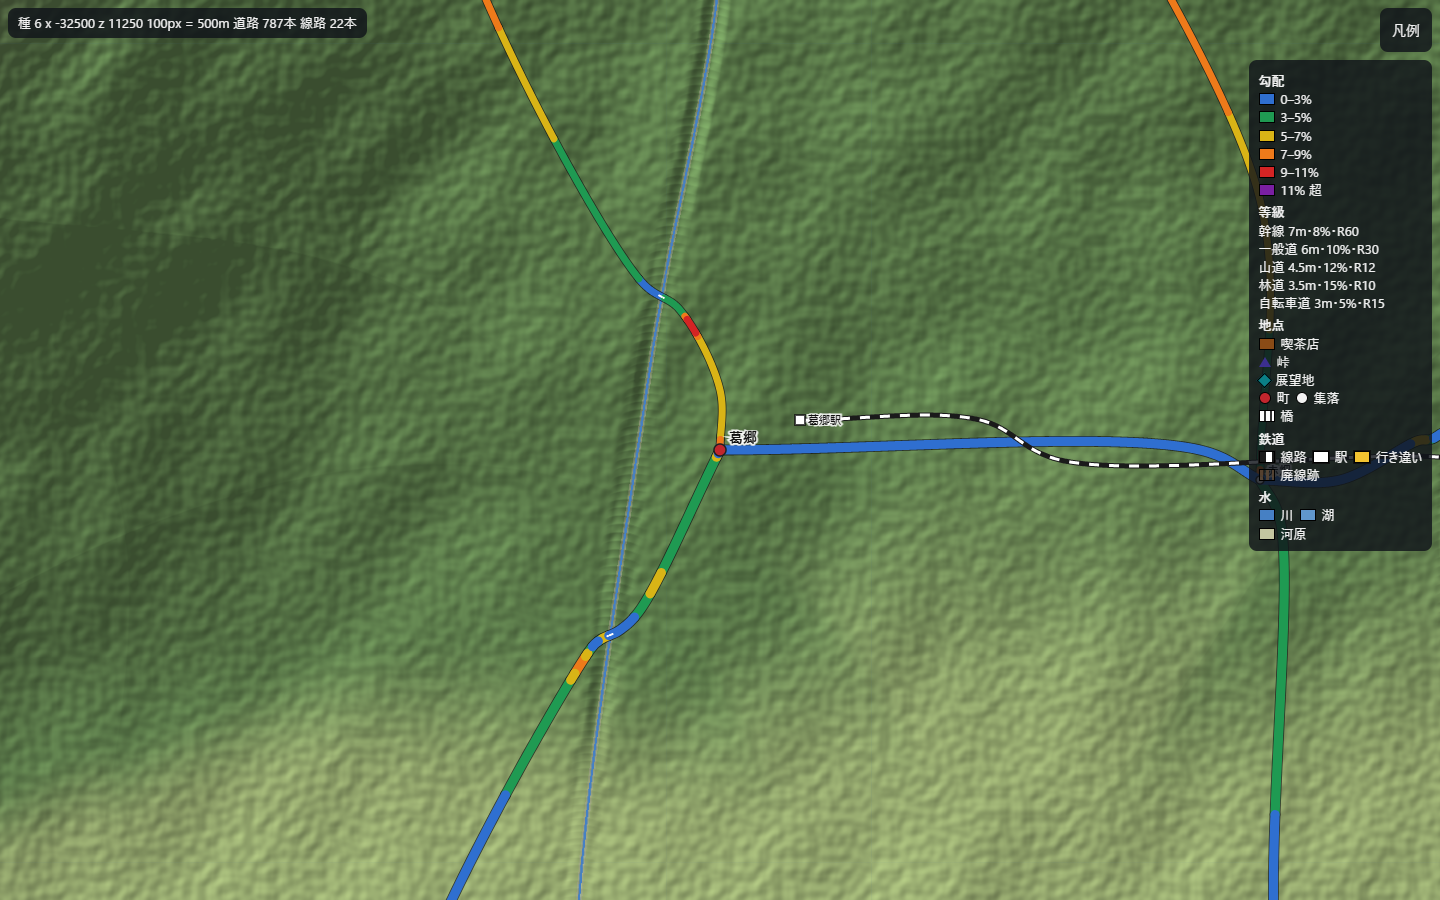 種 6 x -32500 z 11250 100px = 500m 道路 787本 線路 22本
凡例
勾配
0–3%
3–5%
5–7%
7–9%
9–11%
11% 超
等級
幹線 7m·8%·R60
一般道 6m·10%·R30
山道 4.5m·12%·R12
林道 3.5m·15%·R10
自転車道 3m·5%·R15
地点
喫茶店
峠
展望地
町 集落
橋
鉄道
線路 駅 行き違い
廃線跡
水
川 湖
河原
葛郷駅
葛郷